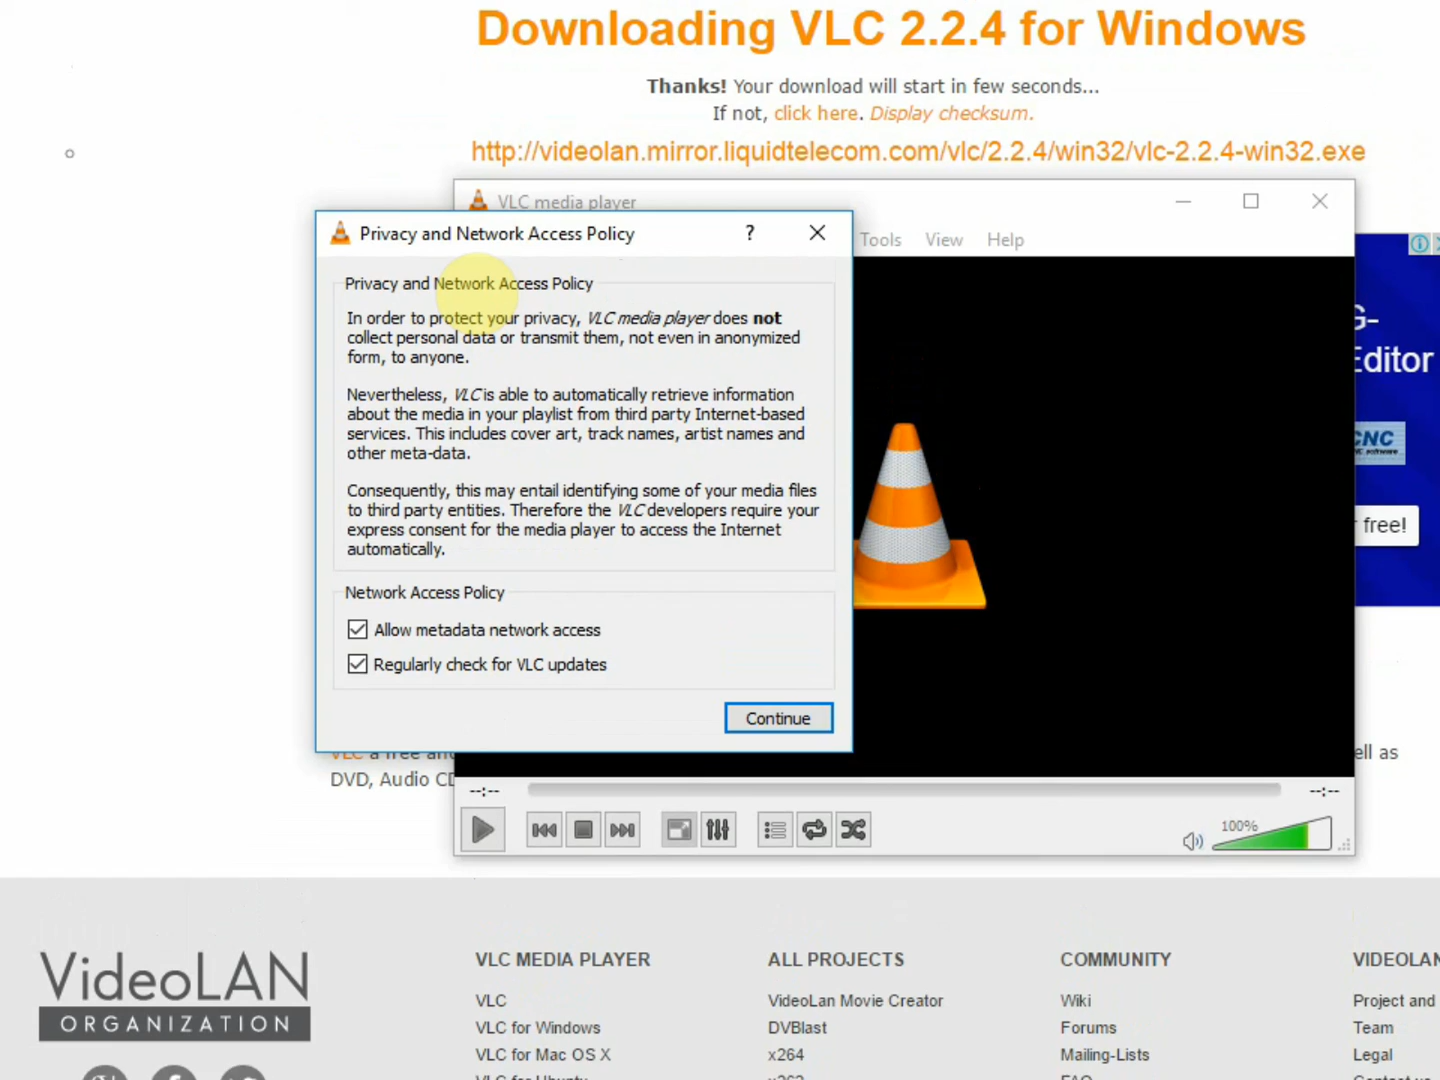 Downloading VLC 2.2.4 for Windows
Thanks! Your download will start in few seconds...
If not, click here. Display checksum.
http://videolan.mirror.liquidtelecom.com/vlc/2.2.4/win32/vlc-2.2.4-win32.exe
VLC media player
Tools View Help
Privacy and Network Access Policy
?
Privacy and Network Access Policy
In order to protect your privacy, VLC media player does not
collect personal data or transmit them, not even in anonymized
form, to anyone.
Nevertheless, VLC is able to automatically retrieve information
about the media in your playlist from third party Internet-based
services. This includes cover art, track names, artist names and
other meta-data.
Consequently, this may entail identifying some of your media files
to third party entities. Therefore the VLC developers require your
express consent for the media player to access the Internet
automatically.
Network Access Policy
Allow metadata network access
Regularly check for VLC updates
Continue
G-
Editor
CNC
free!
VLC a free and
ell as
DVD, Audio CD
--:--
--:--
100%
VideoLAN
ORGANIZATION
VLC MEDIA PLAYER
VLC
VLC for Windows
VLC for Mac OS X
VLC for Ubuntu
ALL PROJECTS
VideoLan Movie Creator
DVBlast
x264
COMMUNITY
Wiki
Forums
Mailing-Lists
FAQ
VIDEOLAN
Project and
Team
Legal